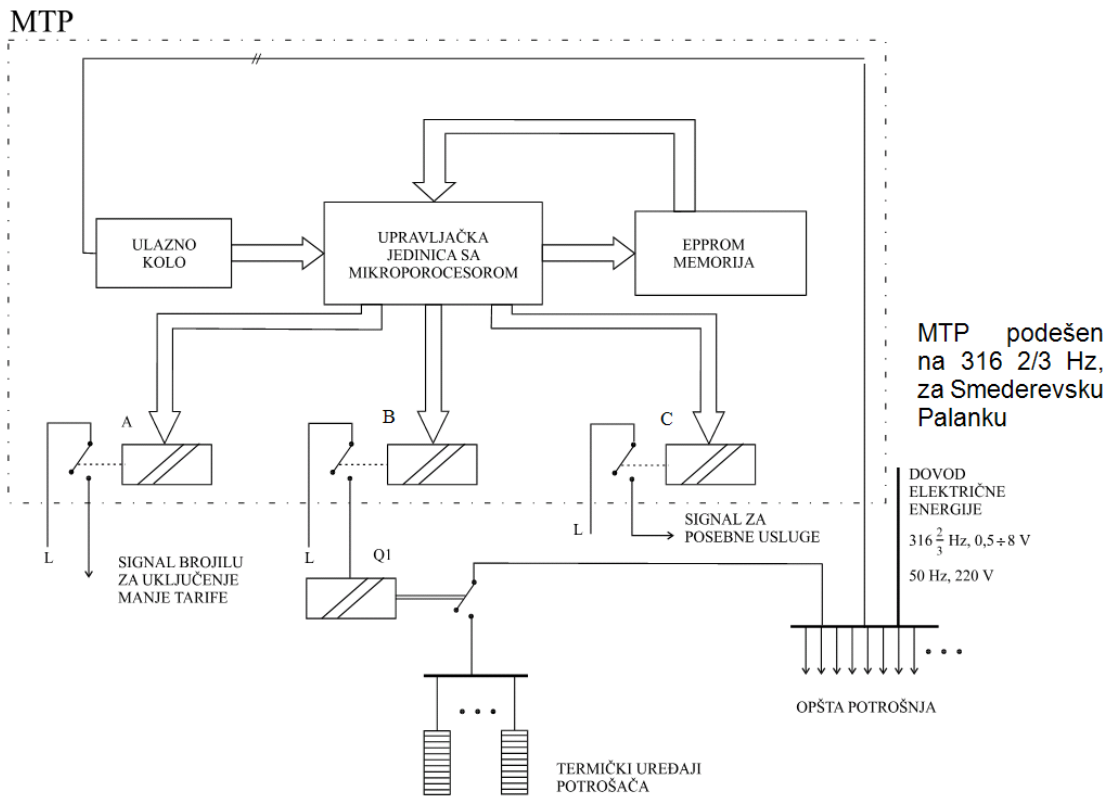 MTP
ULAZNO
KOLO
UPRAVLJAČKA
JEDINICA SA
MIKROPOROCESOROM
EPPROM
MEMORIJA
MTP podešen
na 316 2/3 Hz,
za Smederevsku
Palanku
A
B
C
L
SIGNAL BROJILU
ZA UKLJUČENJE
MANJE TARIFE
L
Q1
L
SIGNAL ZA
POSEBNE USLUGE
DOVOD
ELEKTRIČNE
ENERGIJE
316 2/3 Hz, 0,5÷8 V
50 Hz, 220 V
OPŠTA POTROŠNJA
TERMIČKI UREĐAJI
POTROŠAČA